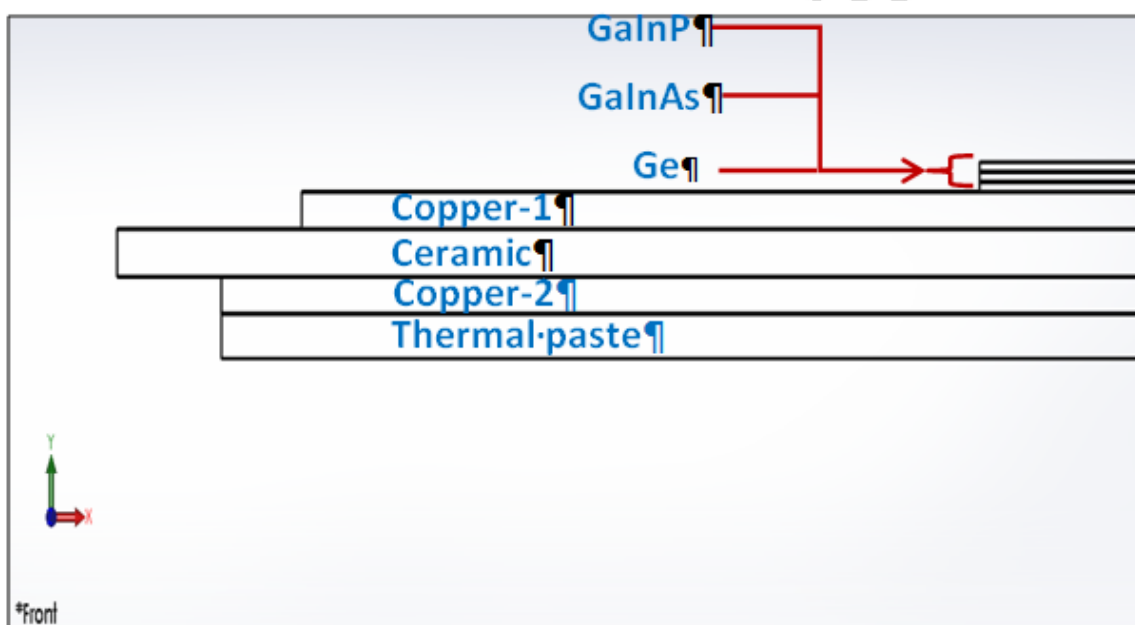 GaInP¶
GaInAs¶
Ge¶
Copper-1¶
Ceramic¶
Copper-2¶
Thermal·paste¶
Y
X
*Front